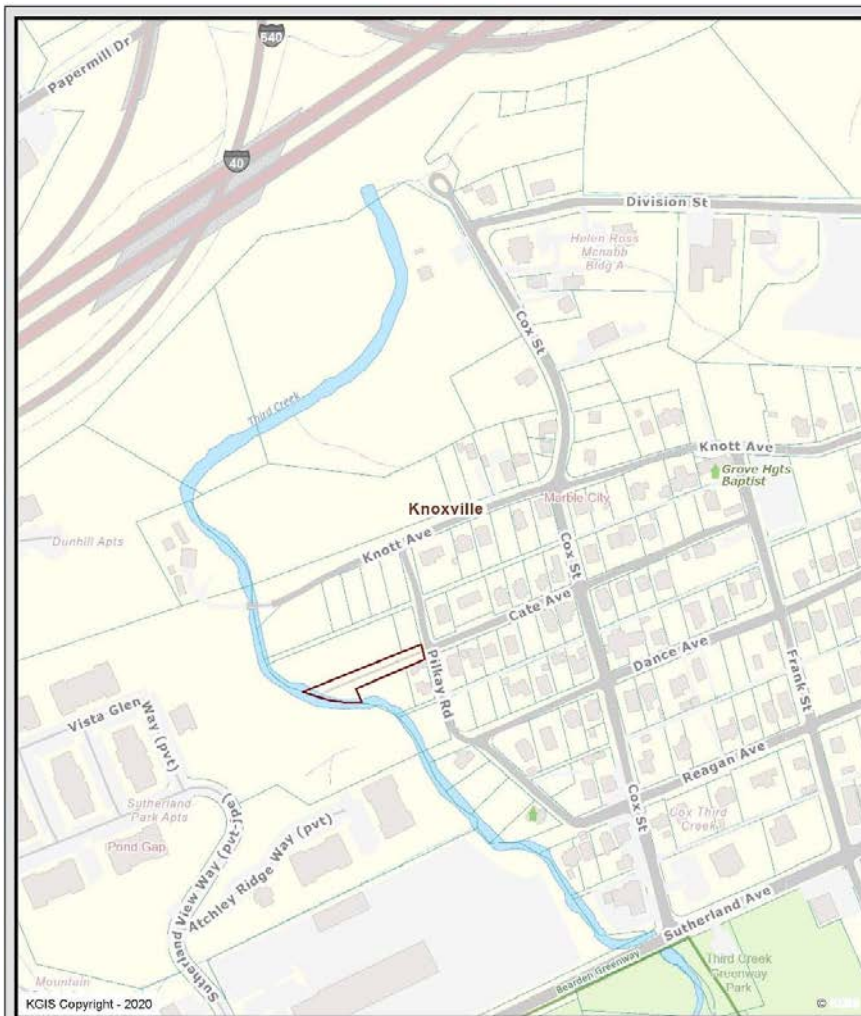 640
Papermill Dr
40
Division St
Helen Ross
Mcnabb
Bldg A
Cox St
Third Creek
Knott Ave
Grove Hgts
Baptist
Knoxville
Marble City
Dunhill Apts
Knott Ave
Cox St
Cate Ave
Pilkay Rd
Dance Ave
Frank St
Vista Glen
Way (pvt)
Reagan Ave
Sutherland
Park Apts
Cox St
Cox Third
Creek
Pond Gap
Atchley Ridge Way (pvt)
Sutherland View Way (pvt-jpe)
Sutherland Ave
Bearden Greenway
Third Creek
Greenway
Park
Mountain
KGIS Copyright - 2020
©